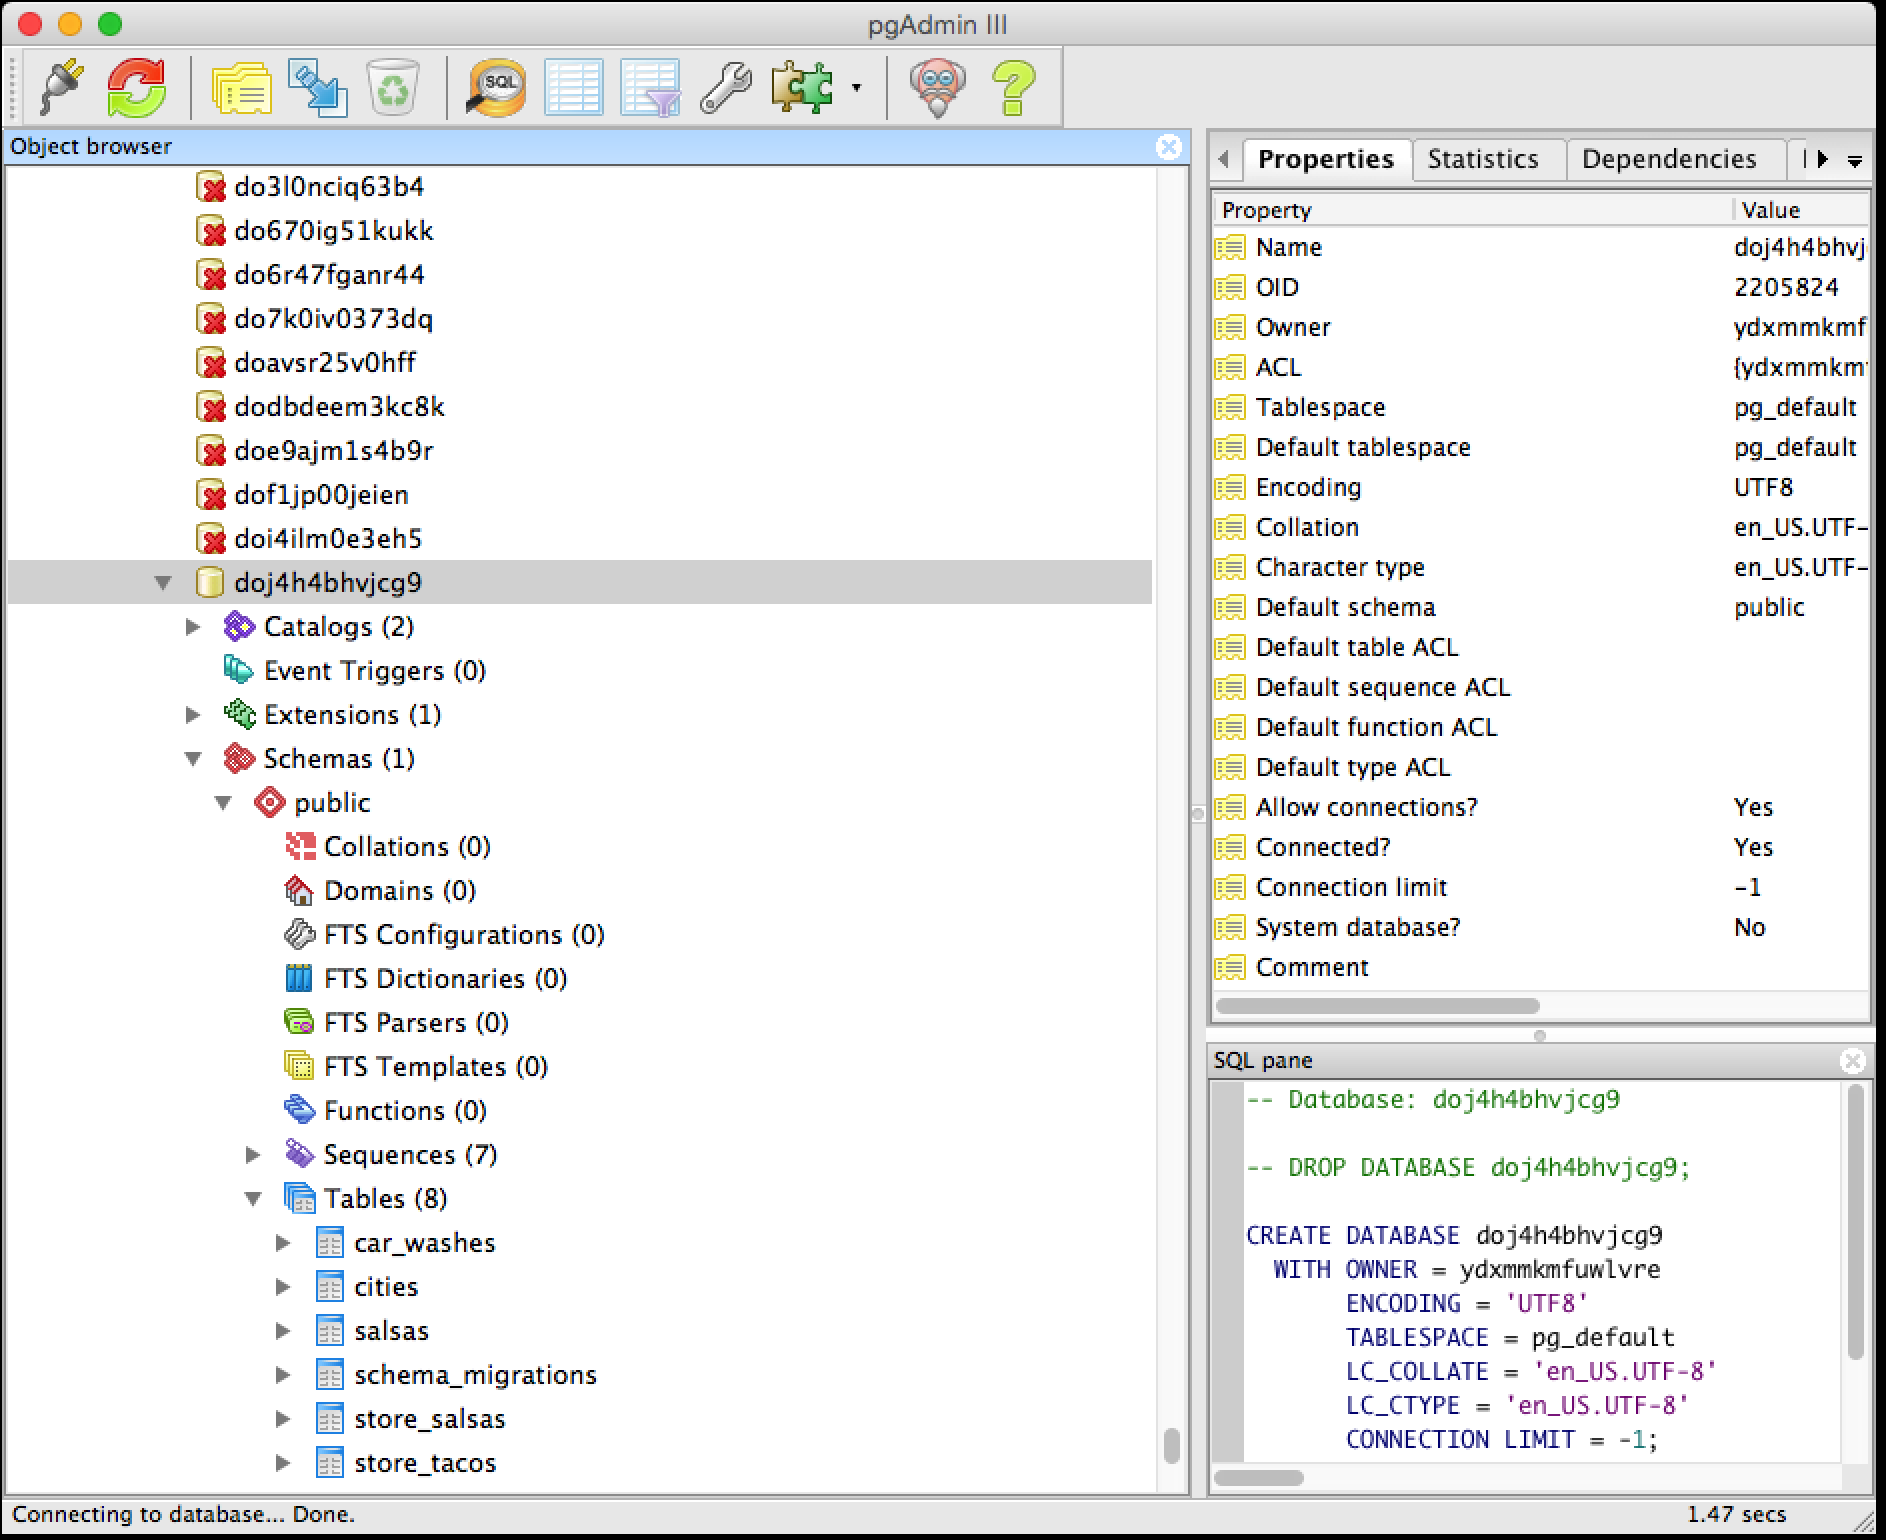 pgAdmin III
SQL
Object browser
do3l0nciq63b4
do670ig51kukk
do6r47fganr44
do7k0iv0373dq
doavsr25v0hff
dodbdeem3kc8k
doe9ajm1s4b9r
dof1jp00jeien
doi4ilm0e3eh5
doj4h4bhvjcg9
Catalogs (2)
Event Triggers (0)
Extensions (1)
Schemas (1)
public
Collations (0)
Domains (0)
FTS Configurations (0)
FTS Dictionaries (0)
FTS Parsers (0)
FTS Templates (0)
Functions (0)
Sequences (7)
Tables (8)
car_washes
cities
salsas
schema_migrations
store_salsas
store_tacos
Properties Statistics Dependencies
Property Value
Name doj4h4bhvj
OID 2205824
Owner ydxmmkmf
ACL {ydxmmkm
Tablespace pg_default
Default tablespace pg_default
Encoding UTF8
Collation en_US.UTF-
Character type en_US.UTF-
Default schema public
Default table ACL
Default sequence ACL
Default function ACL
Default type ACL
Allow connections? Yes
Connected? Yes
Connection limit -1
System database? No
Comment
SQL pane
-- Database: doj4h4bhvjcg9
-- DROP DATABASE doj4h4bhvjcg9;
CREATE DATABASE doj4h4bhvjcg9
WITH OWNER = ydxmmkmfuwlvre
ENCODING = 'UTF8'
TABLESPACE = pg_default
LC_COLLATE = 'en_US.UTF-8'
LC_CTYPE = 'en_US.UTF-8'
CONNECTION LIMIT = -1;
Connecting to database... Done.
1.47 secs